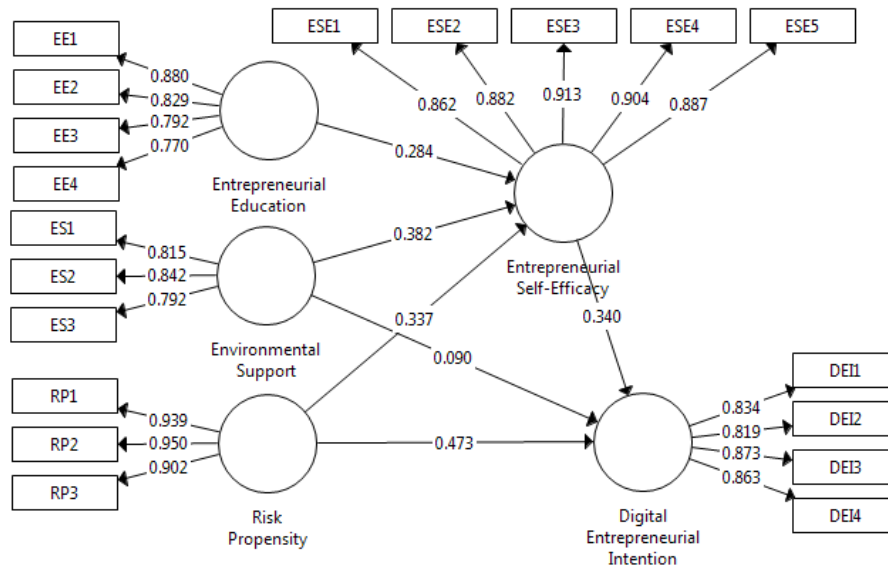 ESE1 ESE2 ESE3 ESE4 ESE5
EE1
EE2
EE3
EE4
0.880
0.829
0.792
0.770
0.862 0.882 0.913 0.904 0.887
0.284
Entrepreneurial
Education
ES1
ES2
ES3
0.815
0.842
0.792
0.382
Entrepreneurial
Self-Efficacy
Environmental
Support
0.337
0.090
0.340
RP1
RP2
RP3
0.939
0.950
0.902
0.473
Risk
Propensity
0.834
0.819
0.873
0.863
DEI1
DEI2
DEI3
DEI4
Digital
Entrepreneurial
Intention